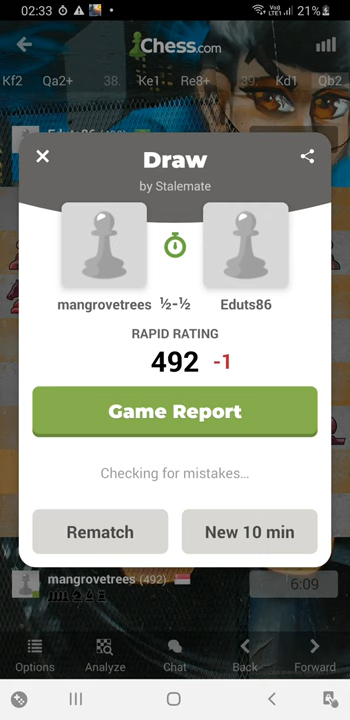 02:33
Vo)) LTE1 21%
Chess.com
Kf2 Qa2+ 38. Ke1 Re8+ 39. Kd1 Qb2
Draw
by Stalemate
mangrovetrees ½-½ Eduts86
RAPID RATING
492 -1
Game Report
Checking for mistakes...
Rematch New 10 min
mangrovetrees (492) 6:09
Options Analyze Chat Back Forward